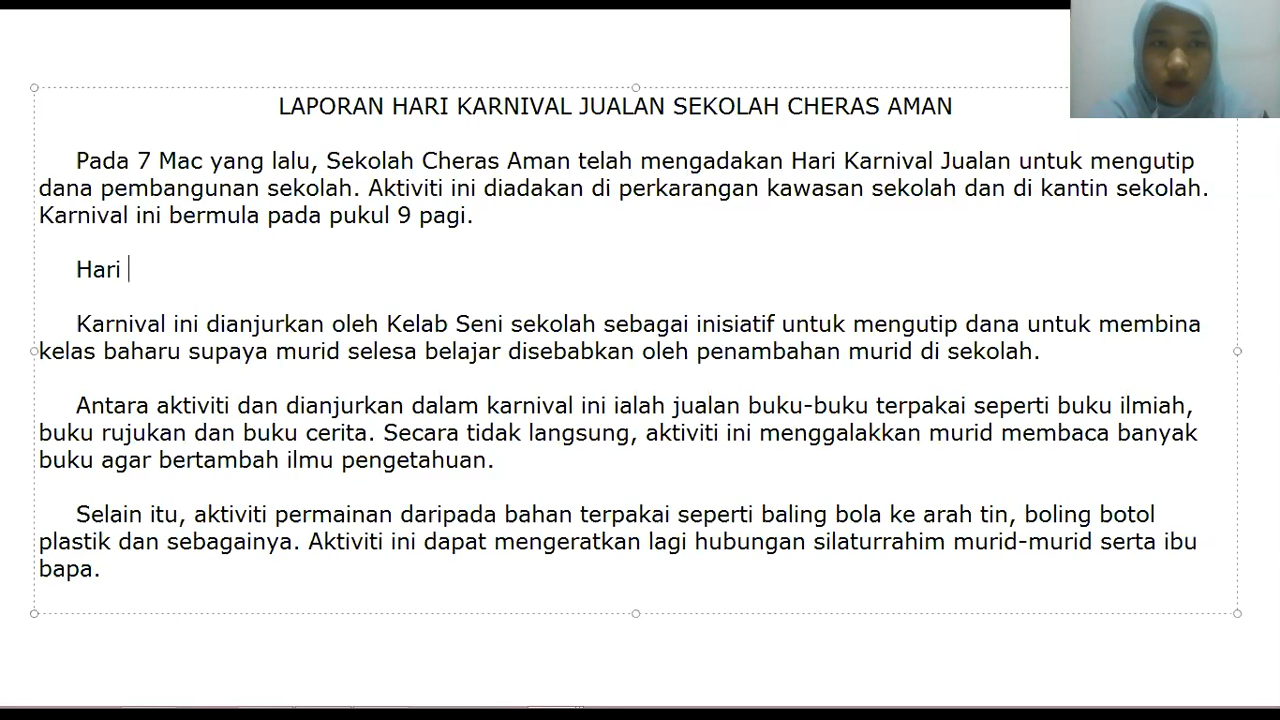 LAPORAN HARI KARNIVAL JUALAN SEKOLAH CHERAS AMAN
Pada 7 Mac yang lalu, Sekolah Cheras Aman telah mengadakan Hari Karnival Jualan untuk mengutip
dana pembangunan sekolah. Aktiviti ini diadakan di perkarangan kawasan sekolah dan di kantin sekolah.
Karnival ini bermula pada pukul 9 pagi.
Hari
Karnival ini dianjurkan oleh Kelab Seni sekolah sebagai inisiatif untuk mengutip dana untuk membina
kelas baharu supaya murid selesa belajar disebabkan oleh penambahan murid di sekolah.
Antara aktiviti dan dianjurkan dalam karnival ini ialah jualan buku-buku terpakai seperti buku ilmiah,
buku rujukan dan buku cerita. Secara tidak langsung, aktiviti ini menggalakkan murid membaca banyak
buku agar bertambah ilmu pengetahuan.
Selain itu, aktiviti permainan daripada bahan terpakai seperti baling bola ke arah tin, boling botol
plastik dan sebagainya. Aktiviti ini dapat mengeratkan lagi hubungan silaturrahim murid-murid serta ibu
bapa.